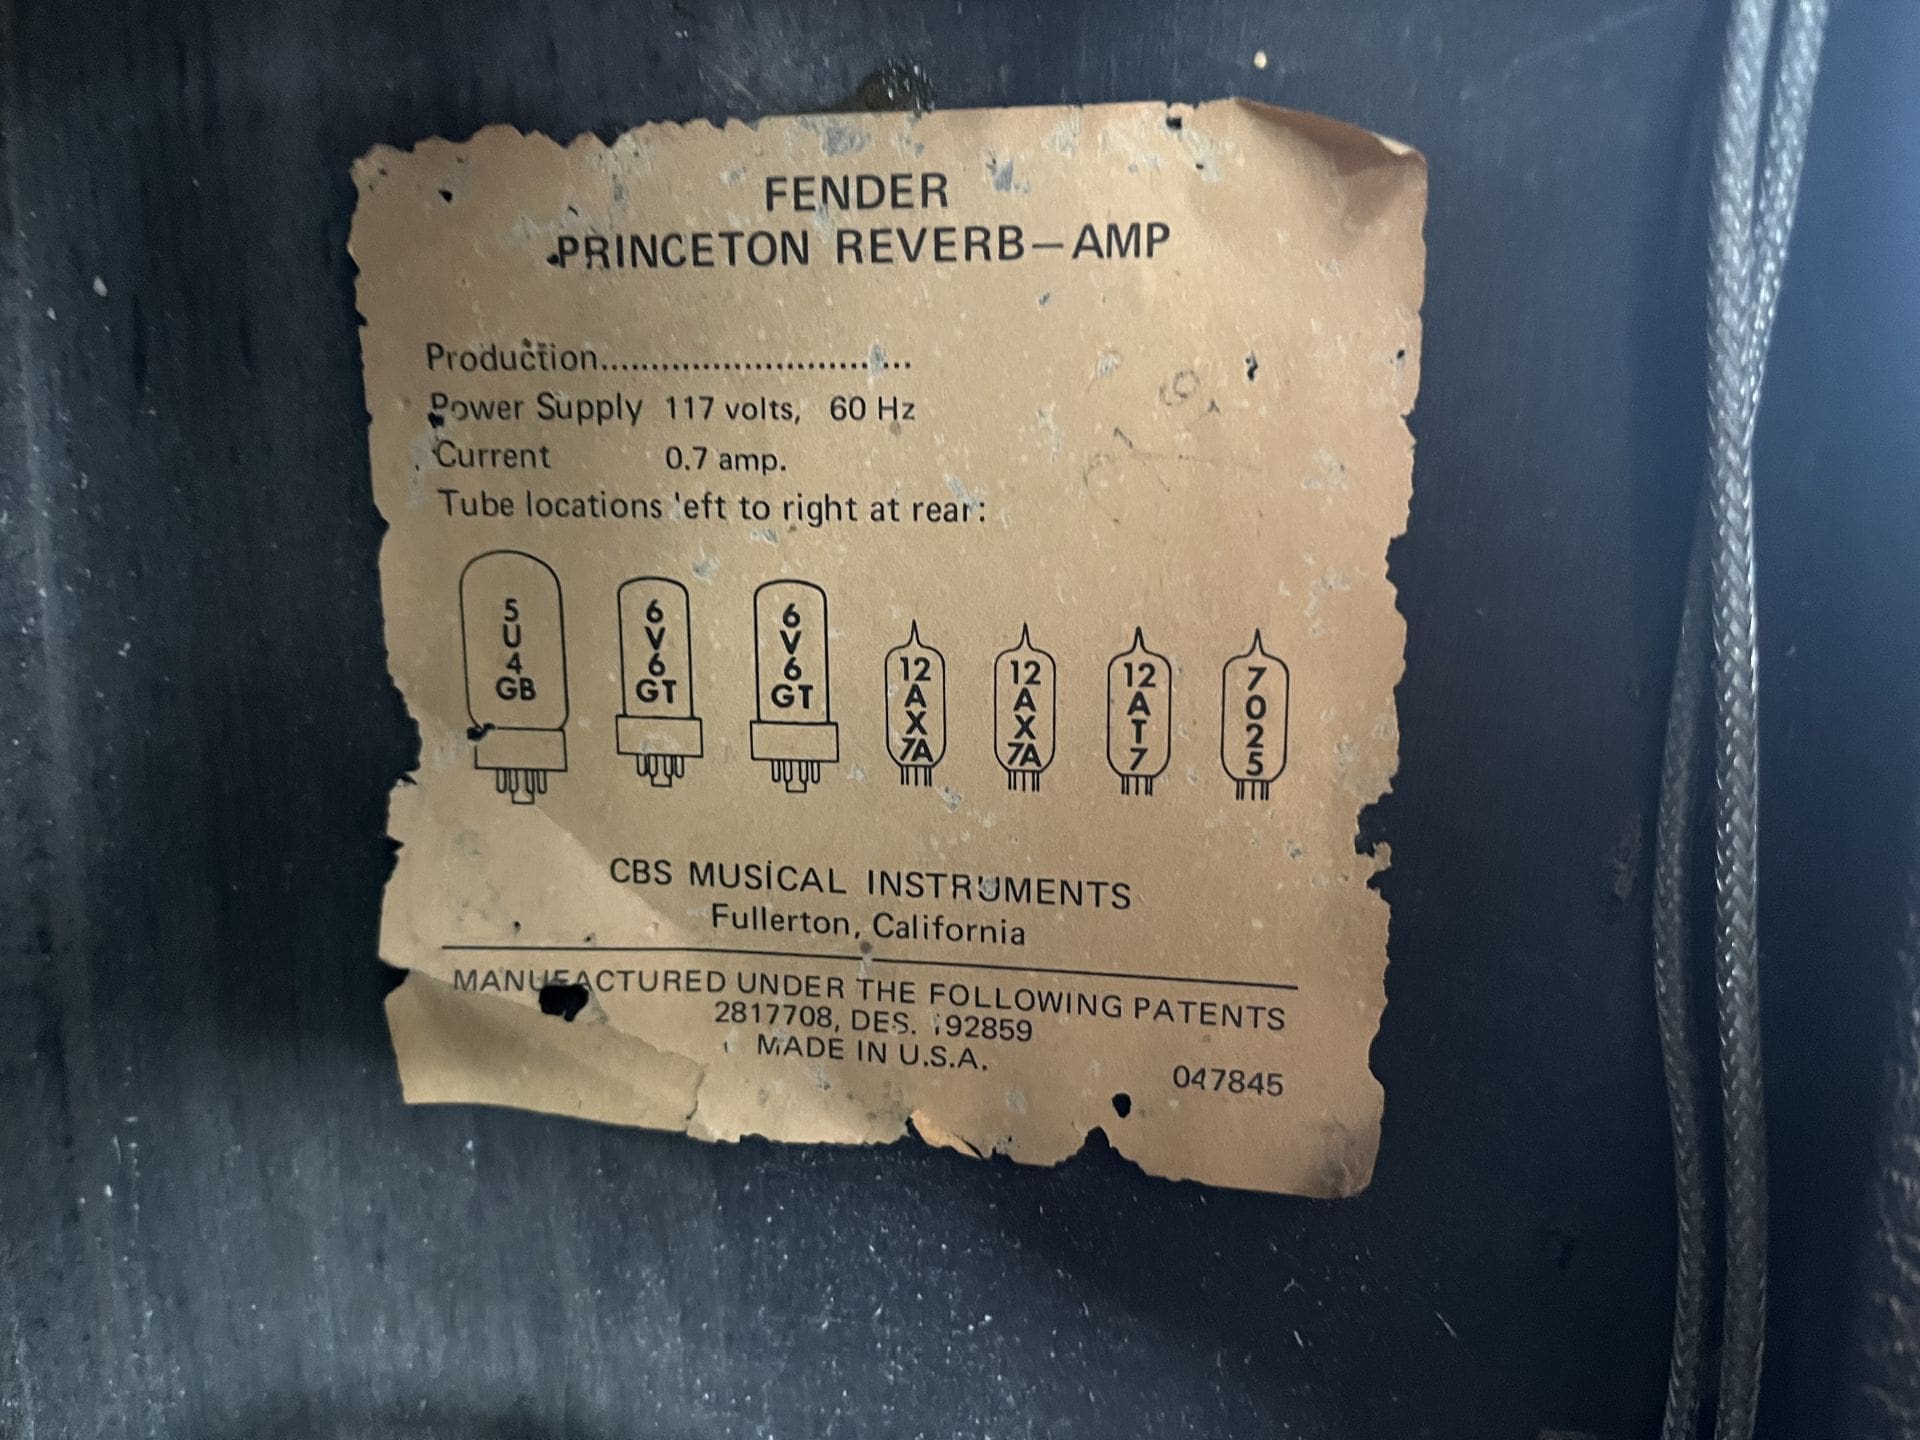 FENDER
PRINCETON REVERB—AMP
Production...............................
Power Supply 117 volts, 60 Hz
Current 0.7 amp.
Tube locations left to right at rear:
5U4GB 6V6GT 6V6GT 12AX7A 12AX7A 12AT7 7025
CBS MUSICAL INSTRUMENTS
Fullerton, California
MANUFACTURED UNDER THE FOLLOWING PATENTS
2817708, DES. 192859
MADE IN U.S.A.
047845